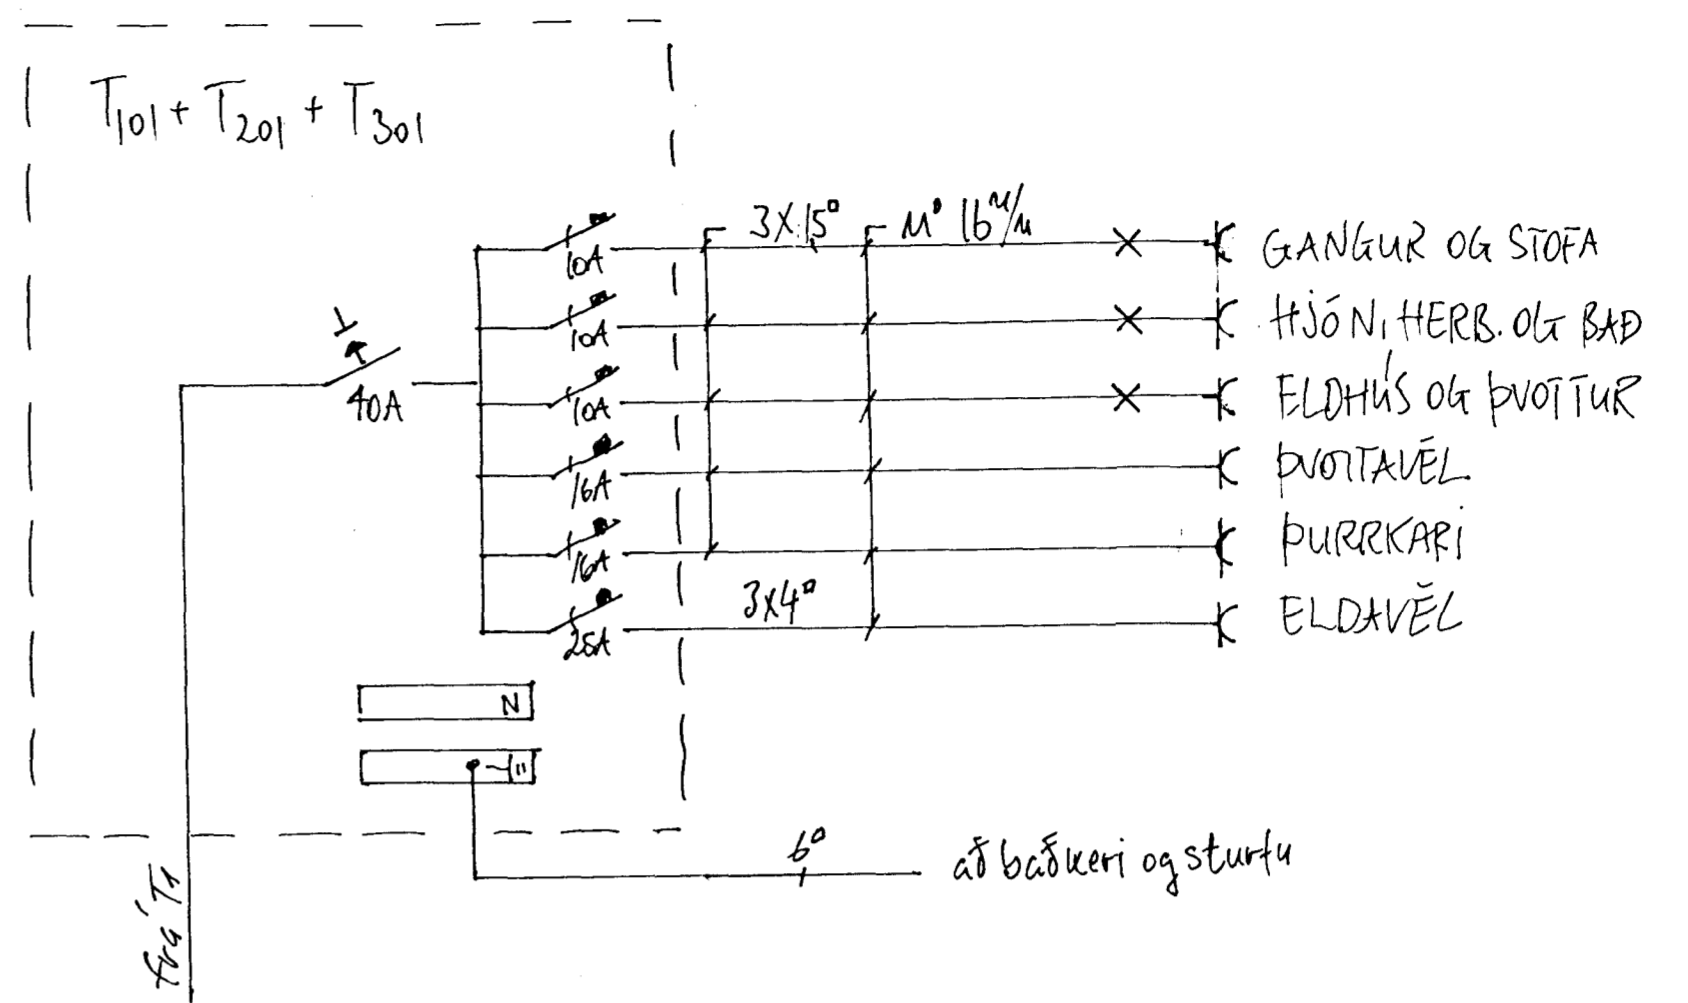 T101 + T201 + T301
3X1,5□ M° 16 M/M
10A GANGUR OG STOFA
10A HJÓN, HERB. OG BAÐ
40A
10A ELDHÚS OG ÞVOTTUR
16A ÞVOTTAVÉL
16A ÞURRKARI
3X4□
25A ELDAVÉL
N
6□
að baðkeri og sturtu
frá T1